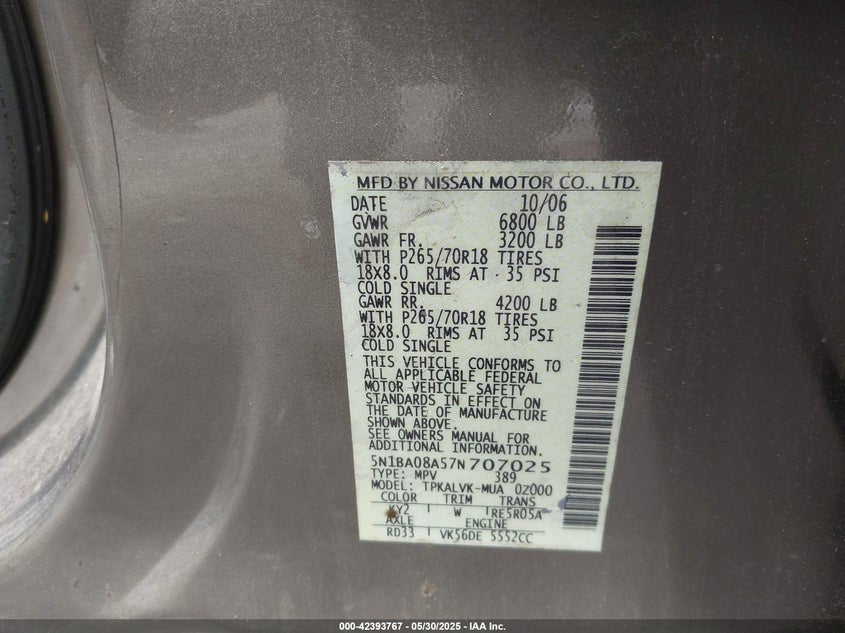 MFD BY NISSAN MOTOR CO., LTD.
DATE 10/06
GVWR 6800 LB
GAWR FR. 3200 LB
WITH P265/70R18 TIRES
18X8.0 RIMS AT 35 PSI
COLD SINGLE
GAWR RR. 4200 LB
WITH P265/70R18 TIRES
18X8.0 RIMS AT 35 PSI
COLD SINGLE
THIS VEHICLE CONFORMS TO
ALL APPLICABLE FEDERAL
MOTOR VEHICLE SAFETY
STANDARDS IN EFFECT ON
THE DATE OF MANUFACTURE
SHOWN ABOVE.
SEE OWNERS MANUAL FOR
ADDITIONAL INFORMATION.
5N1BA08A57N707025
TYPE: MPV 389
MODEL: TPKALVK-MUA 0Z000
COLOR TRIM TRANS
KY2 W RE5R05A
AXLE ENGINE
RD33 VK56DE 5552CC
000-42393767 — 05/30/2025 — IAA Inc.